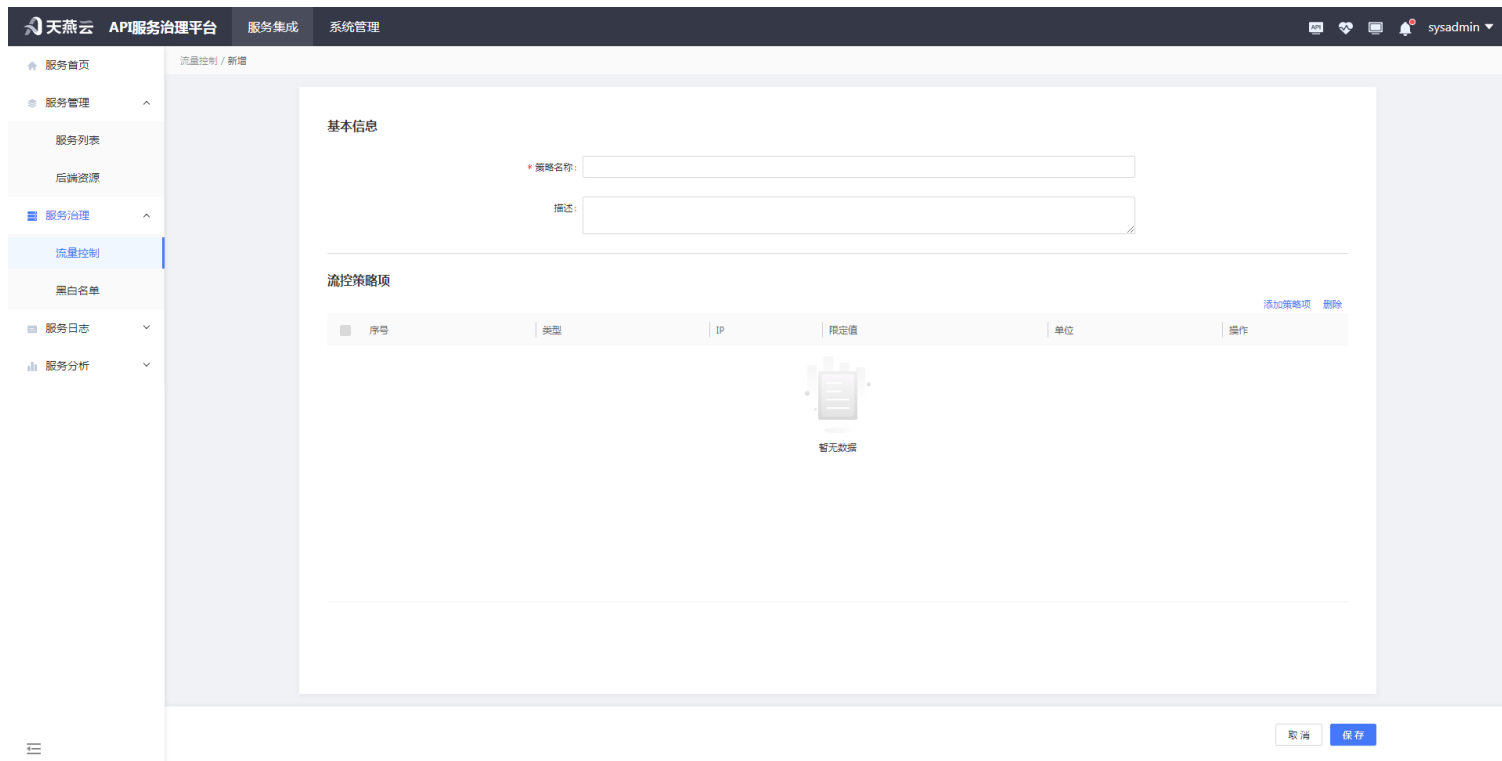 天燕云 API服务治理平台 服务集成 系统管理 API sysadmin
服务首页
服务管理
服务列表
后端资源
服务治理
流量控制
黑白名单
服务日志
服务分析
流量控制 / 新增
基本信息
* 策略名称:
描述:
流控策略项
添加策略项 删除
序号 类型 IP 限定值 单位 操作
暂无数据
取消 保存